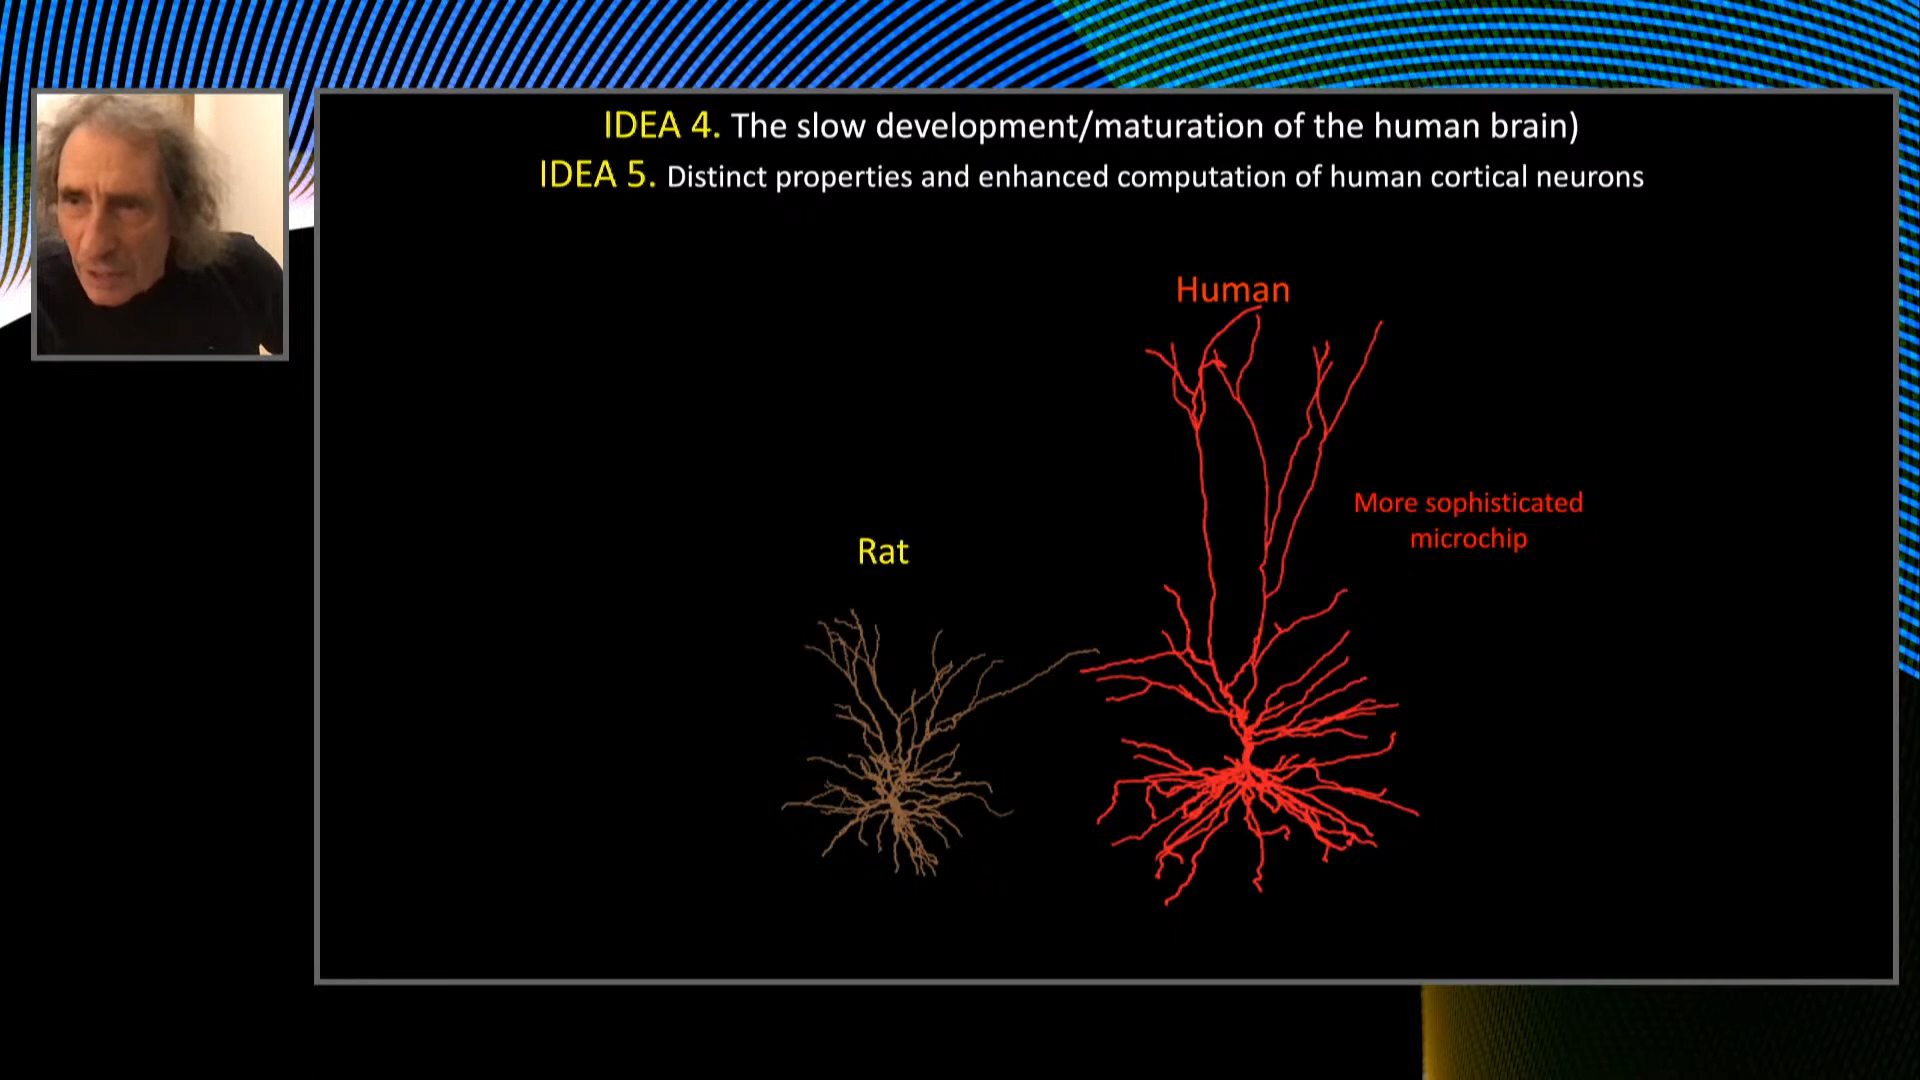 IDEA 4. The slow development/maturation of the human brain)
IDEA 5. Distinct properties and enhanced computation of human cortical neurons
Human
More sophisticated
microchip
Rat